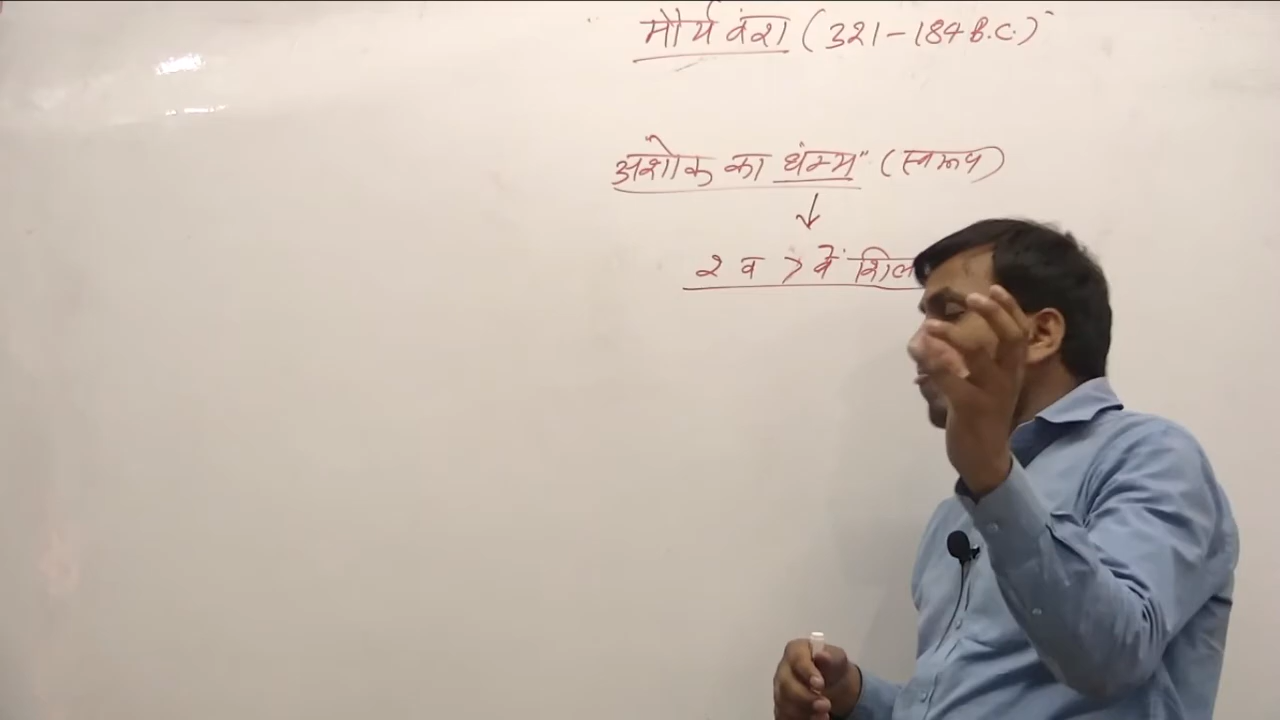 मौर्य वंश (321-184 B.C.)
अशोक का "धम्म" (स्वरूप)
↓
2 व 7 वें